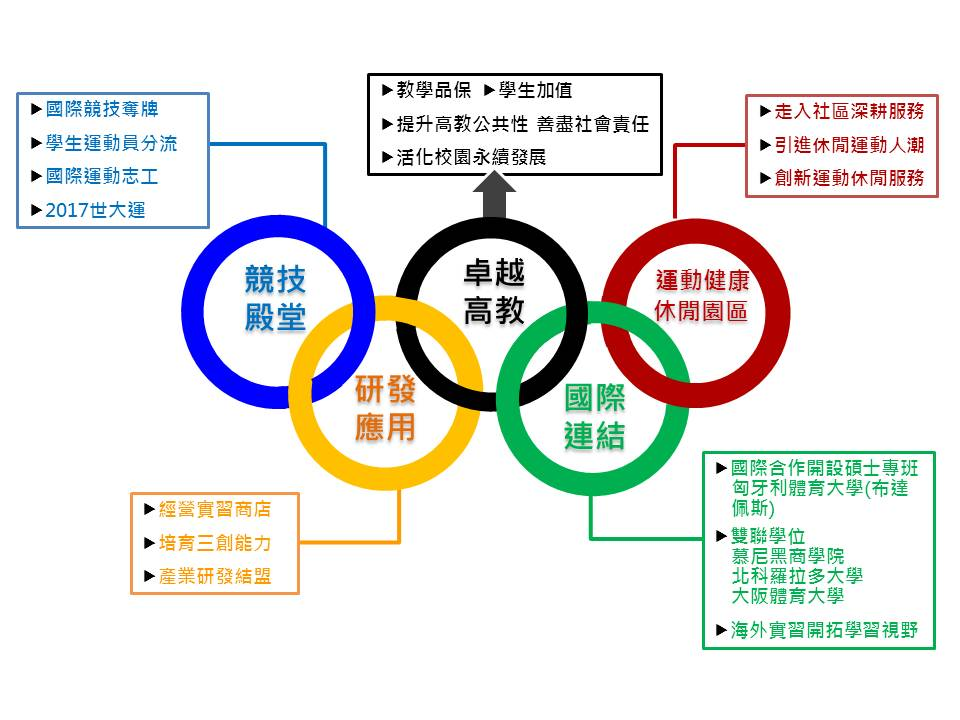 ▶國際競技奪牌
▶學生運動員分流
▶國際運動志工
▶2017世大運
▶教學品保 ▶學生加值
▶提升高教公共性 善盡社會責任
▶活化校園永續發展
▶走入社區深耕服務
▶引進休閒運動人潮
▶創新運動休閒服務
競技
殿堂
卓越
高教
運動健康
休閒園區
研發
應用
國際
連結
▶經營實習商店
▶培育三創能力
▶產業研發結盟
▶國際合作開設碩士專班
匈牙利體育大學(布達
佩斯)
▶雙聯學位
慕尼黑商學院
北科羅拉多大學
大阪體育大學
▶海外實習開拓學習視野